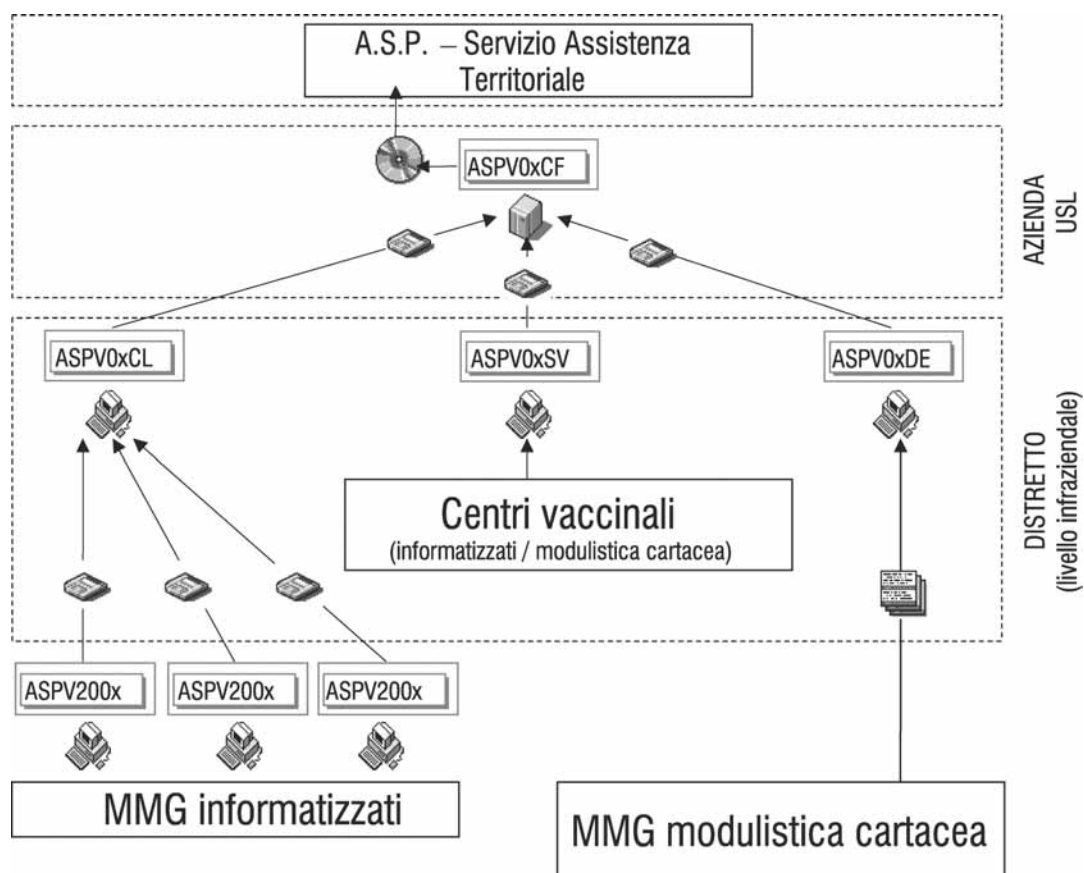 A.S.P. – Servizio Assistenza
Territoriale
ASPV0xCF
AZIENDA
USL
ASPV0xCL
ASPV0xSV
ASPV0xDE
Centri vaccinali
(informatizzati / modulistica cartacea)
DISTRETTO
(livello infraziendale)
ASPV200x
ASPV200x
ASPV200x
MMG informatizzati
MMG modulistica cartacea